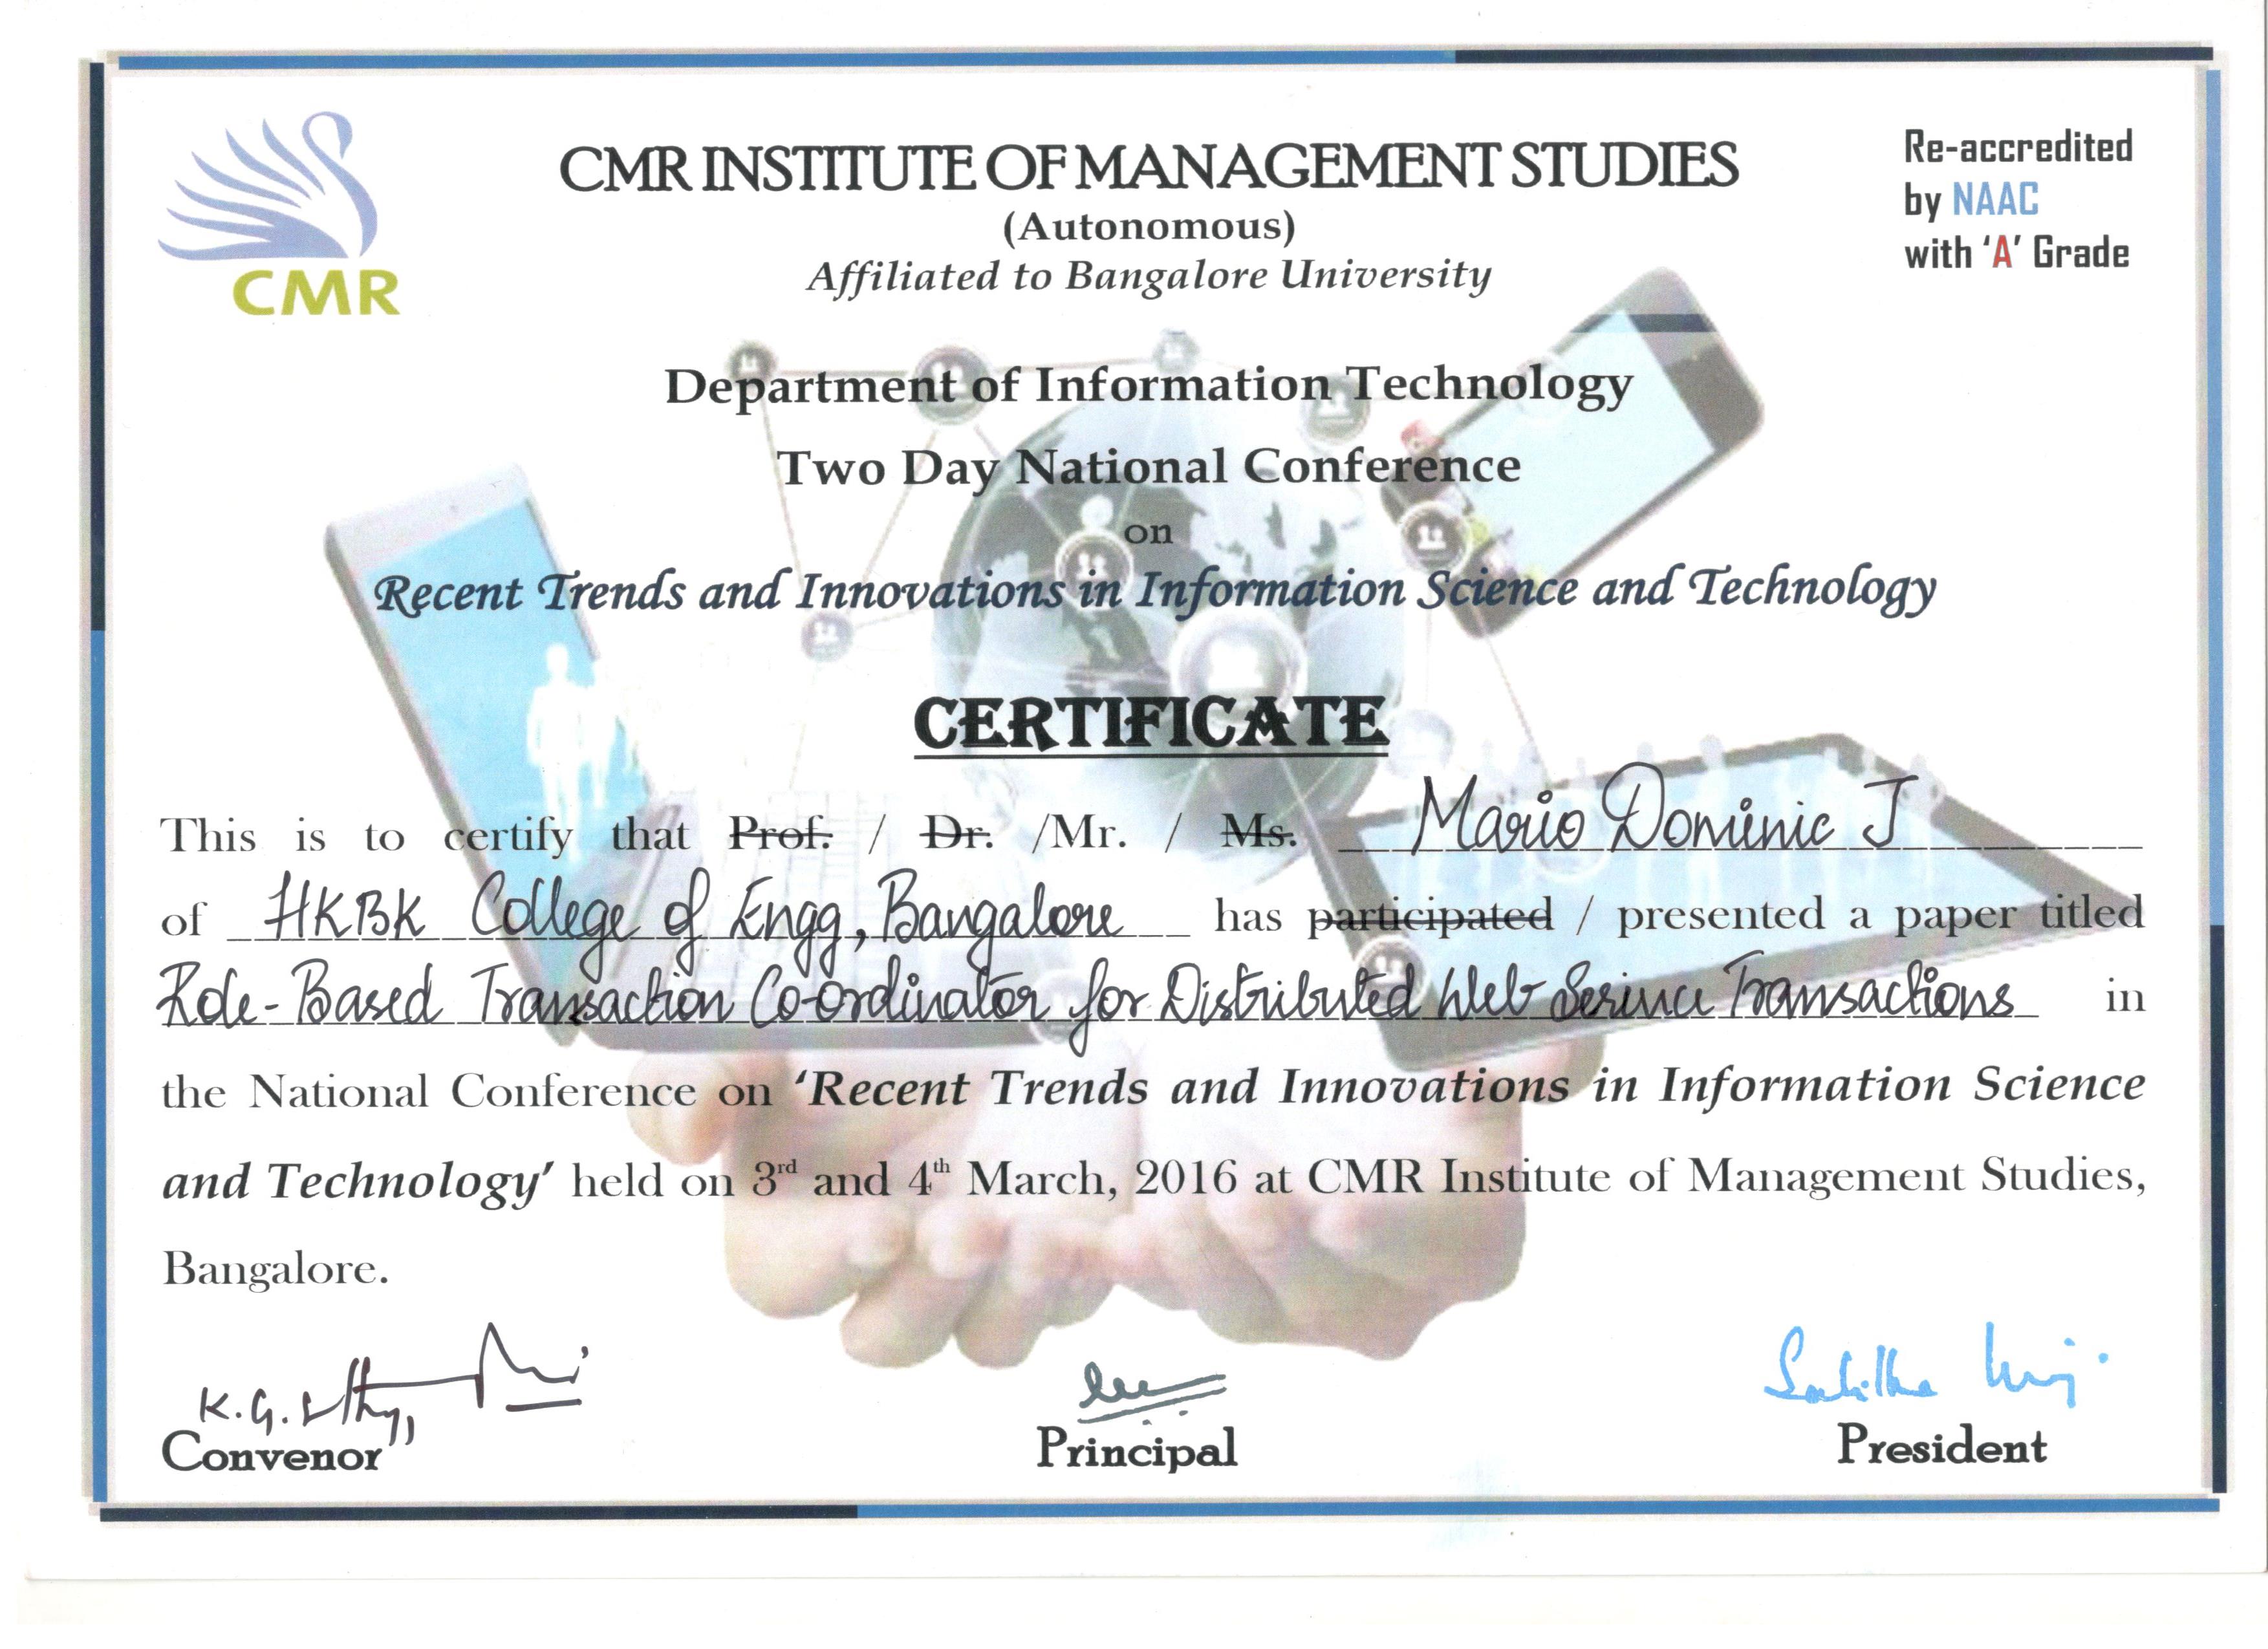 CMR
CMR INSTITUTE OF MANAGEMENT STUDIES
(Autonomous)
Affiliated to Bangalore University
Re-accredited
by NAAC
with 'A' Grade
Department of Information Technology
Two Day National Conference
on
Recent Trends and Innovations in Information Science and Technology
CERTIFICATE
This is to certify that Prof. / Dr. /Mr. / Ms. Mario Dominic J
of HKBK College of Engg, Bangalore has participated / presented a paper titled
Role-Based Transaction Co-ordinator for Distributed Web Service Transactions in
the National Conference on 'Recent Trends and Innovations in Information Science
and Technology' held on 3rd and 4th March, 2016 at CMR Institute of Management Studies,
Bangalore.
K.G.
Convenor
Principal
President